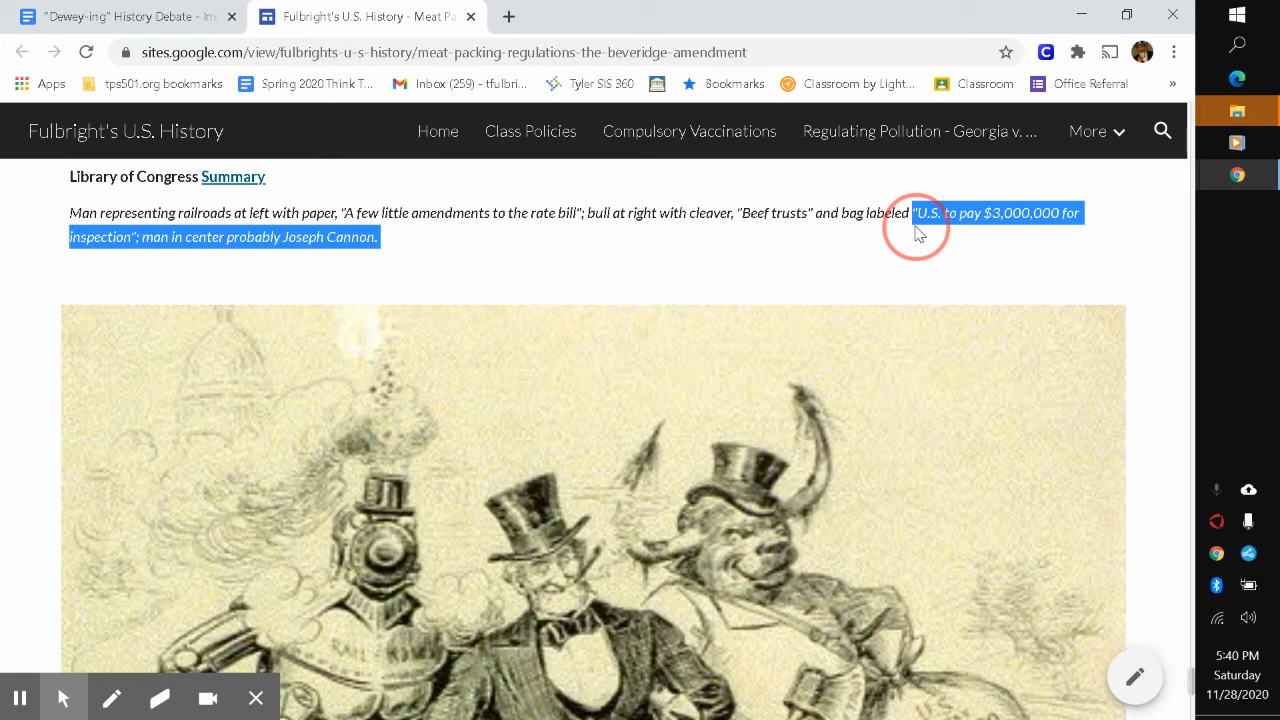 "Dewey-ing" History Debate - Ins
Fulbright's U.S. History - Meat Pa
sites.google.com/view/fulbrights-u-s-history/meat-packing-regulations-the-beveridge-amendment
Apps
tps501.org bookmarks
Spring 2020 Think T...
Inbox (259) - tfulbri...
Tyler SIS 360
Bookmarks
Classroom by Light...
Classroom
Office Referral
»
Fulbright's U.S. History
Home
Class Policies
Compulsory Vaccinations
Regulating Pollution - Georgia v. ...
More
Library of Congress Summary
Man representing railroads at left with paper, "A few little amendments to the rate bill"; bull at right with cleaver, "Beef trusts" and bag labeled "U.S. to pay $3,000,000 for
inspection"; man in center probably Joseph Cannon.
5:40 PM
Saturday
11/28/2020